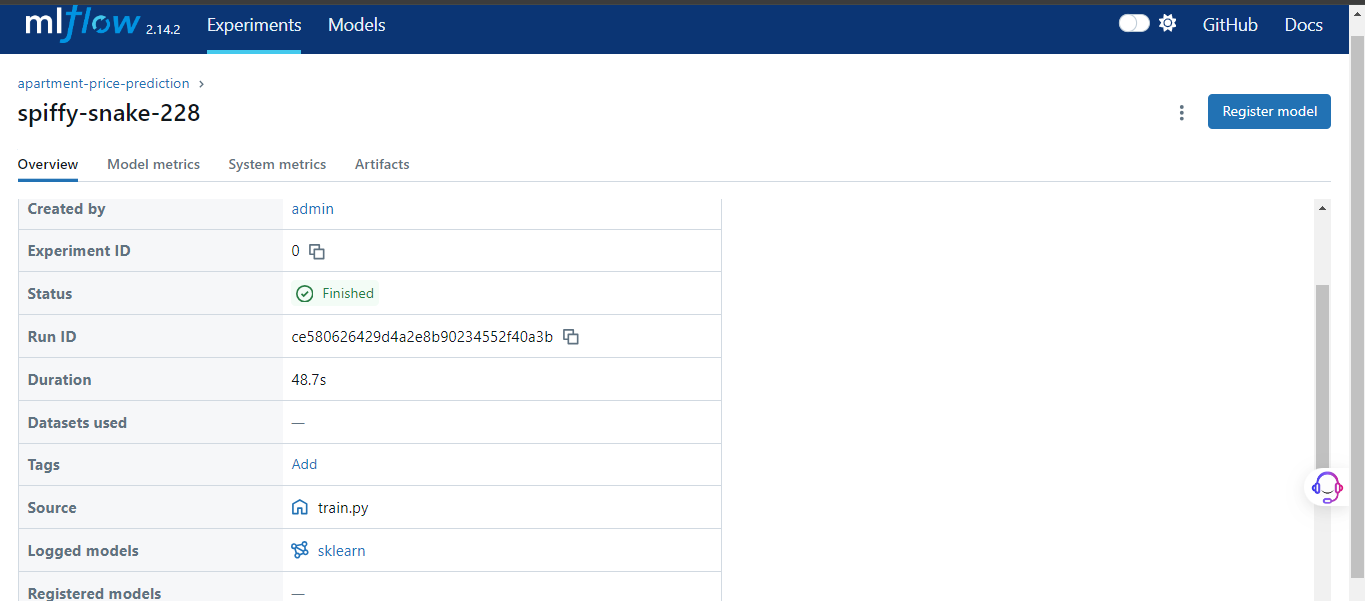 mlflow 2.14.2 Experiments Models GitHub Docs
apartment-price-prediction
spiffy-snake-228
Register model
Overview Model metrics System metrics Artifacts
Created by admin
Experiment ID 0
Status Finished
Run ID ce580626429d4a2e8b90234552f40a3b
Duration 48.7s
Datasets used —
Tags Add
Source train.py
Logged models sklearn
Registered models —